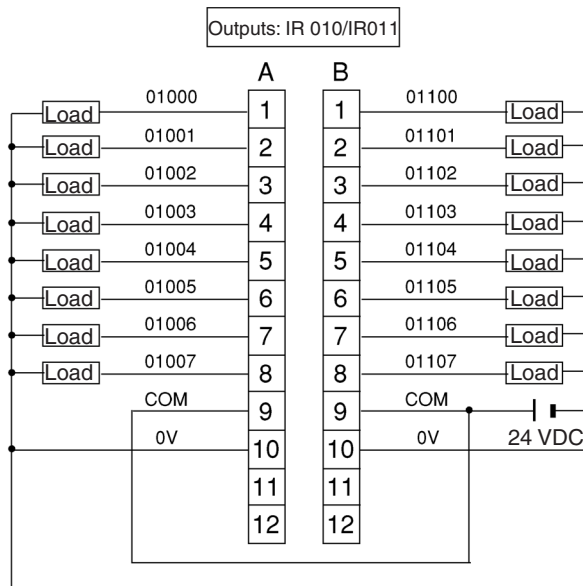 Outputs: IR 010/IR011
A B
Load 01000 1 1 01100 Load
Load 01001 2 2 01101 Load
Load 01002 3 3 01102 Load
Load 01003 4 4 01103 Load
Load 01004 5 5 01104 Load
Load 01005 6 6 01105 Load
Load 01006 7 7 01106 Load
Load 01007 8 8 01107 Load
COM 9 9 COM
0V 10 10 0V 24 VDC
11 11
12 12